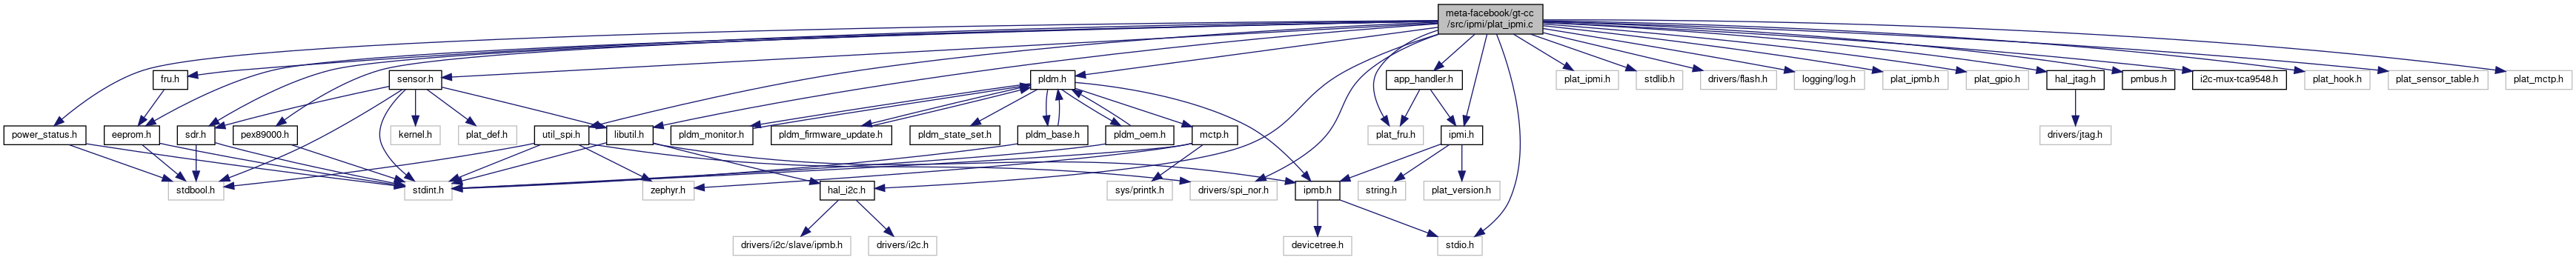 meta-facebook/gt-cc
/src/ipmi/plat_ipmi.c
fru.h
sensor.h
pldm.h
app_handler.h
plat_ipmi.h
stdlib.h
drivers/flash.h
logging/log.h
plat_ipmb.h
plat_gpio.h
hal_jtag.h
pmbus.h
i2c-mux-tca9548.h
plat_hook.h
plat_sensor_table.h
plat_mctp.h
power_status.h
eeprom.h
sdr.h
pex89000.h
kernel.h
plat_def.h
util_spi.h
libutil.h
pldm_monitor.h
pldm_firmware_update.h
pldm_state_set.h
pldm_base.h
pldm_oem.h
mctp.h
plat_fru.h
ipmi.h
drivers/jtag.h
stdbool.h
stdint.h
zephyr.h
hal_i2c.h
sys/printk.h
drivers/spi_nor.h
ipmb.h
string.h
plat_version.h
drivers/i2c/slave/ipmb.h
drivers/i2c.h
devicetree.h
stdio.h